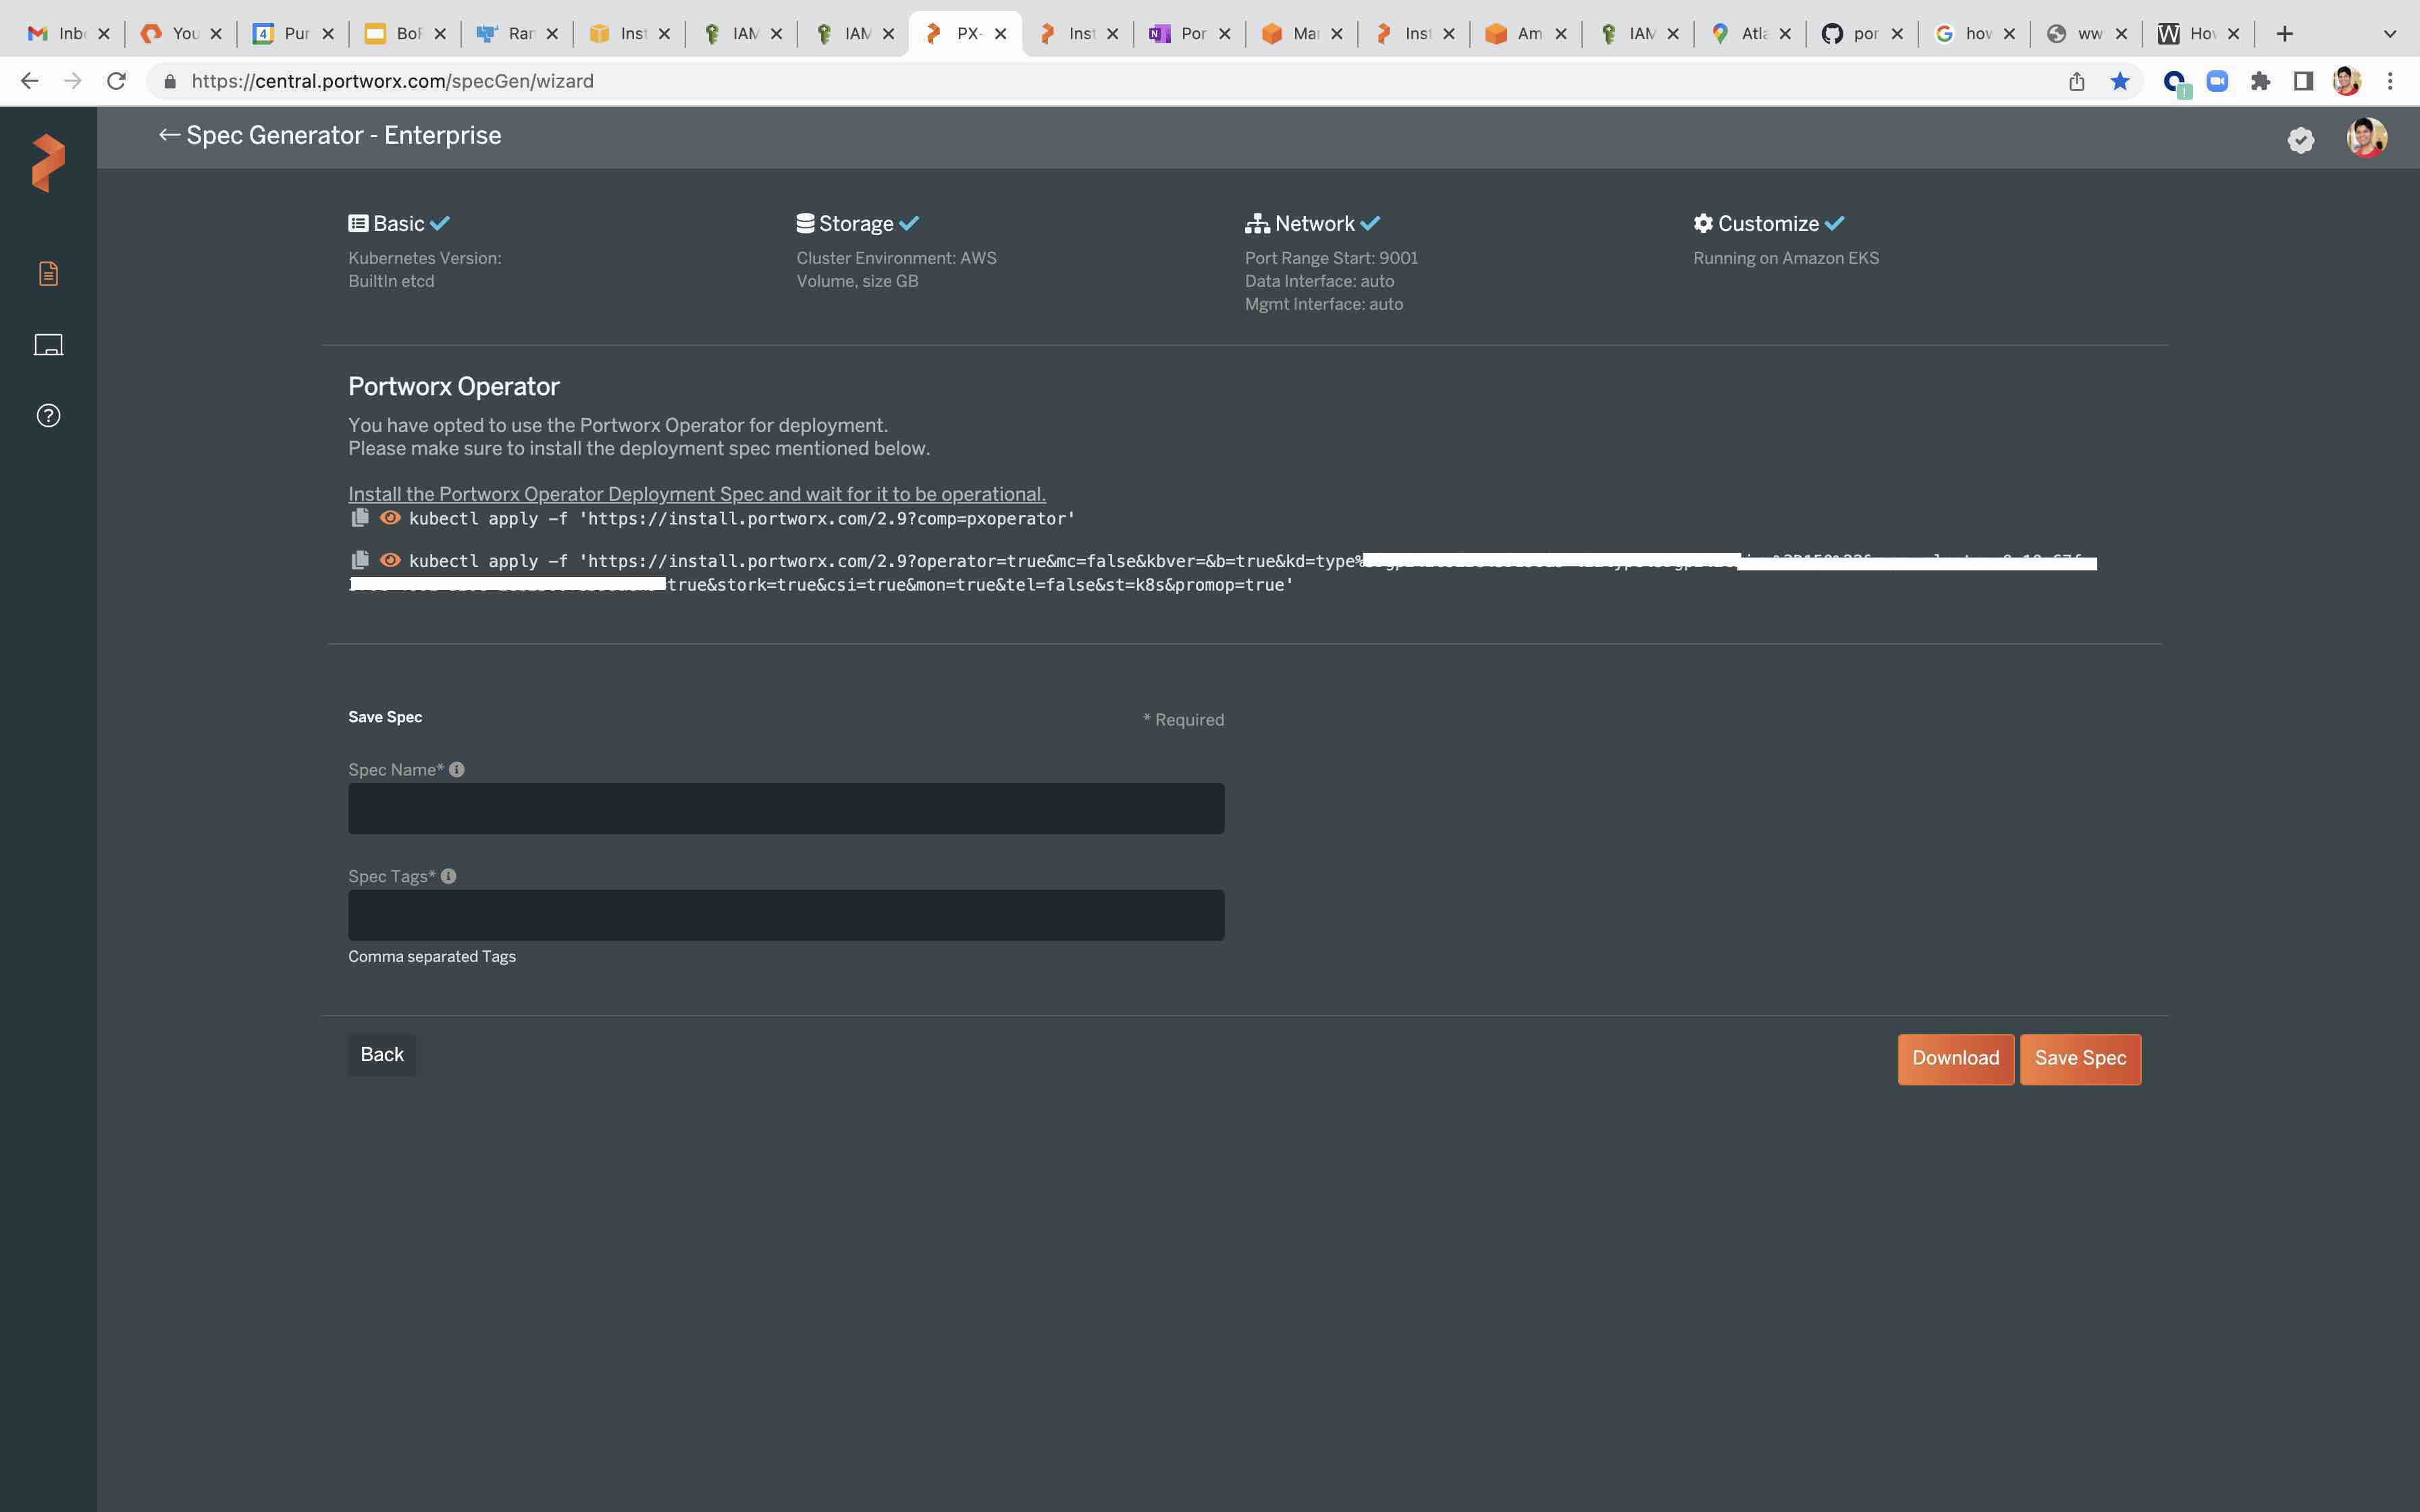 Inb
You
4
Pur
BoF
Ran
Inst
IAM
IAM
PX-
Inst
N
Por
Mar
Inst
Am
IAM
Atla
por
G
how
ww
W
How
https://central.portworx.com/specGen/wizard
Spec Generator - Enterprise
Basic
Kubernetes Version:
BuiltIn etcd
Storage
Cluster Environment: AWS
Volume, size GB
Network
Port Range Start: 9001
Data Interface: auto
Mgmt Interface: auto
Customize
Running on Amazon EKS
Portworx Operator
You have opted to use the Portworx Operator for deployment.
Please make sure to install the deployment spec mentioned below.
Install the Portworx Operator Deployment Spec and wait for it to be operational.
kubectl apply -f 'https://install.portworx.com/2.9?comp=pxoperator'
kubectl apply -f 'https://install.portworx.com/2.9?operator=true&mc=false&kbver=&b=true&kd=type%
true&stork=true&csi=true&mon=true&tel=false&st=k8s&promop=true'
Save Spec
* Required
Spec Name*
Spec Tags*
Comma separated Tags
Back
Download
Save Spec